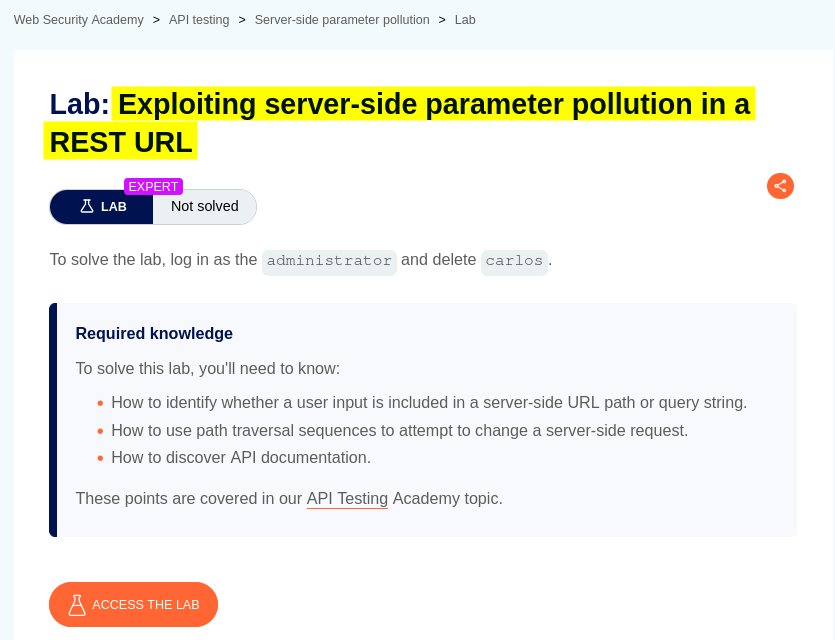 Web Security Academy > API testing > Server-side parameter pollution > Lab
Lab: Exploiting server-side parameter pollution in a
REST URL
EXPERT
LAB Not solved
To solve the lab, log in as the administrator and delete carlos.
Required knowledge
To solve this lab, you'll need to know:
• How to identify whether a user input is included in a server-side URL path or query string.
• How to use path traversal sequences to attempt to change a server-side request.
• How to discover API documentation.
These points are covered in our API Testing Academy topic.
ACCESS THE LAB